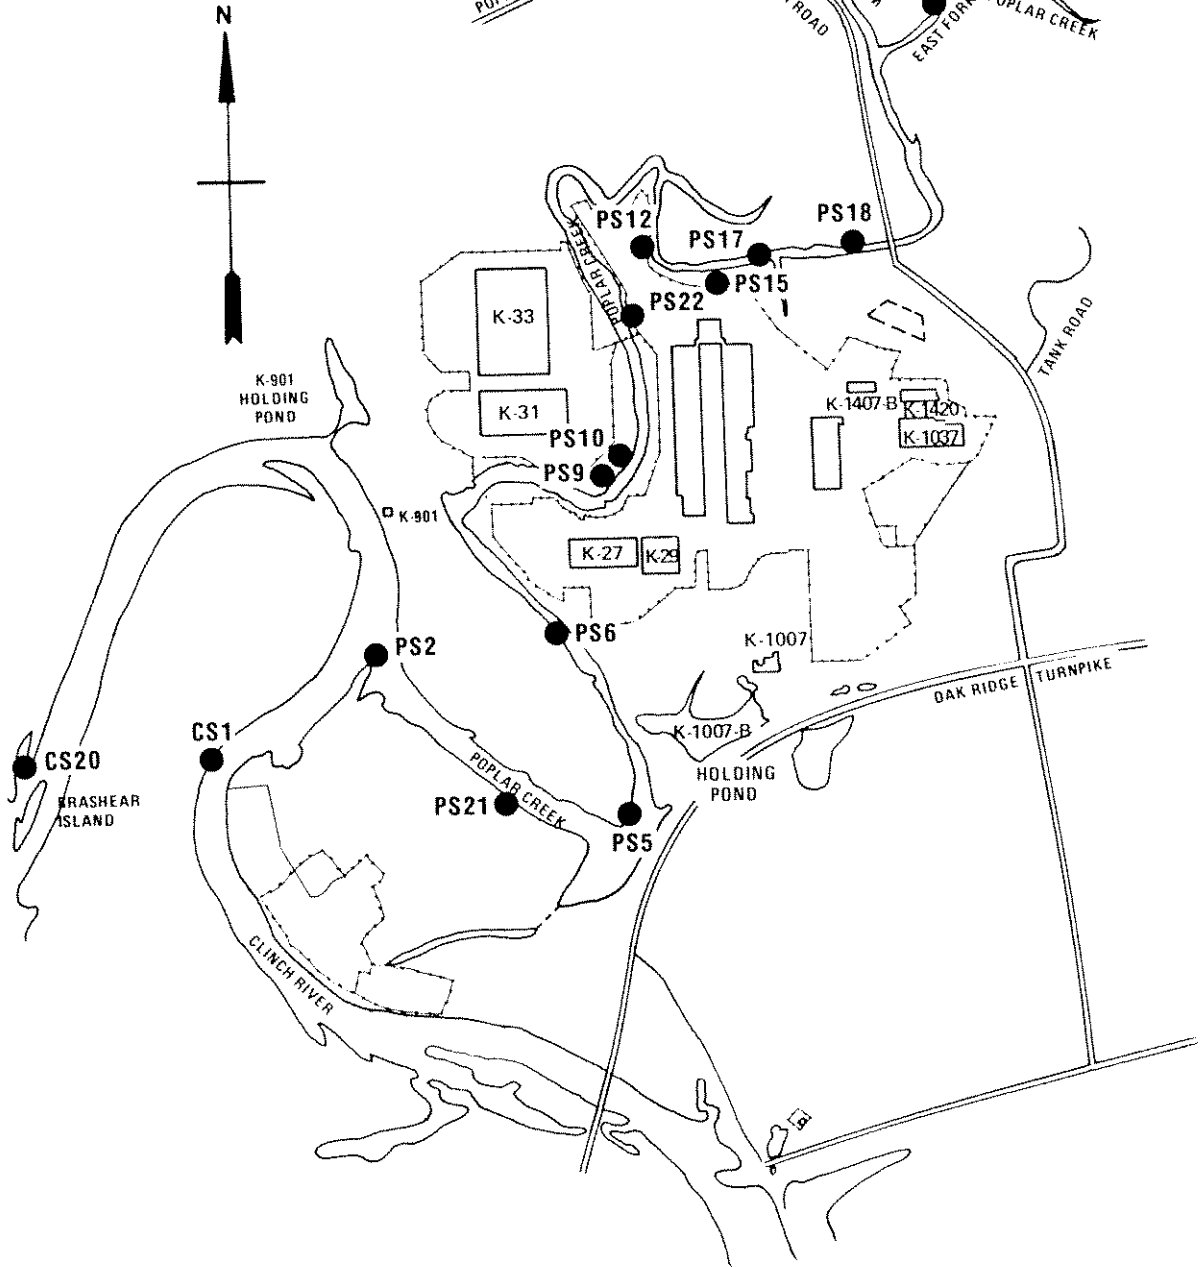 N
ROAD
EAST FORK
POPLAR CREEK
PS12
PS17
PS18
POPLAR CREEK
PS15
PS22
K-33
TANK ROAD
K-901
HOLDING
POND
K-31
K-1407-B
K-1420
K-1037
PS10
PS9
K-901
K-27
K-29
PS6
K-1007
PS2
OAK RIDGE TURNPIKE
K-1007-B
HOLDING
POND
CS1
CS20
BRASHEAR
ISLAND
POPLAR CREEK
PS21
PS5
CLINCH RIVER